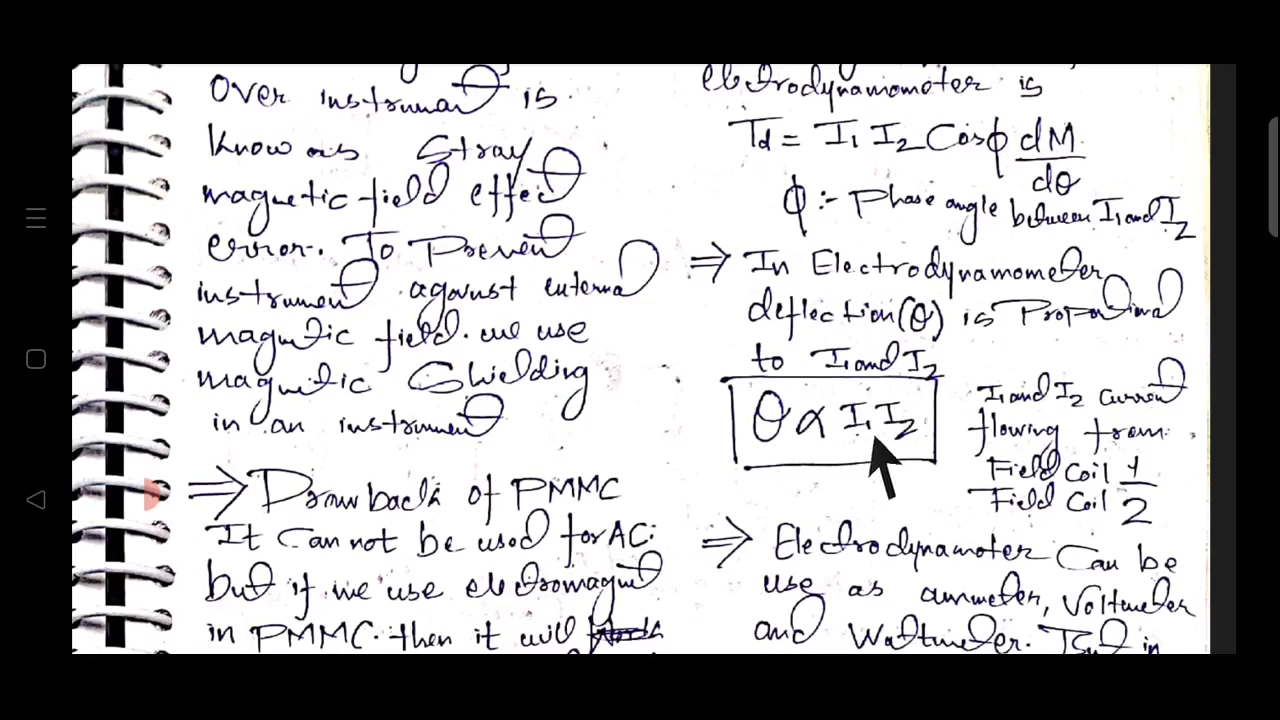 Over instrument is
know as Stray
magnetic field effect
error. To Prevent
instrument against external
magnetic field. we use
magnetic Shielding
in an instrument
⇒ Drawback of PMMC
It Can not be used for AC.
but if we use electromagnet
in PMMC. then it will
electrodynamometer is
Td = I1 I2 Cosϕ dM/dθ
ϕ :- Phase angle between I1 and I2
⇒ In Electrodynamometer
deflection (θ) is Proportional
to I1 and I2
θ ∝ I1 I2
I1 and I2 current
flowing from
Field Coil 1
Field Coil 2
⇒ Electrodynamoter Can be
use as ammeter, Voltmeter
and Wattmeter. in